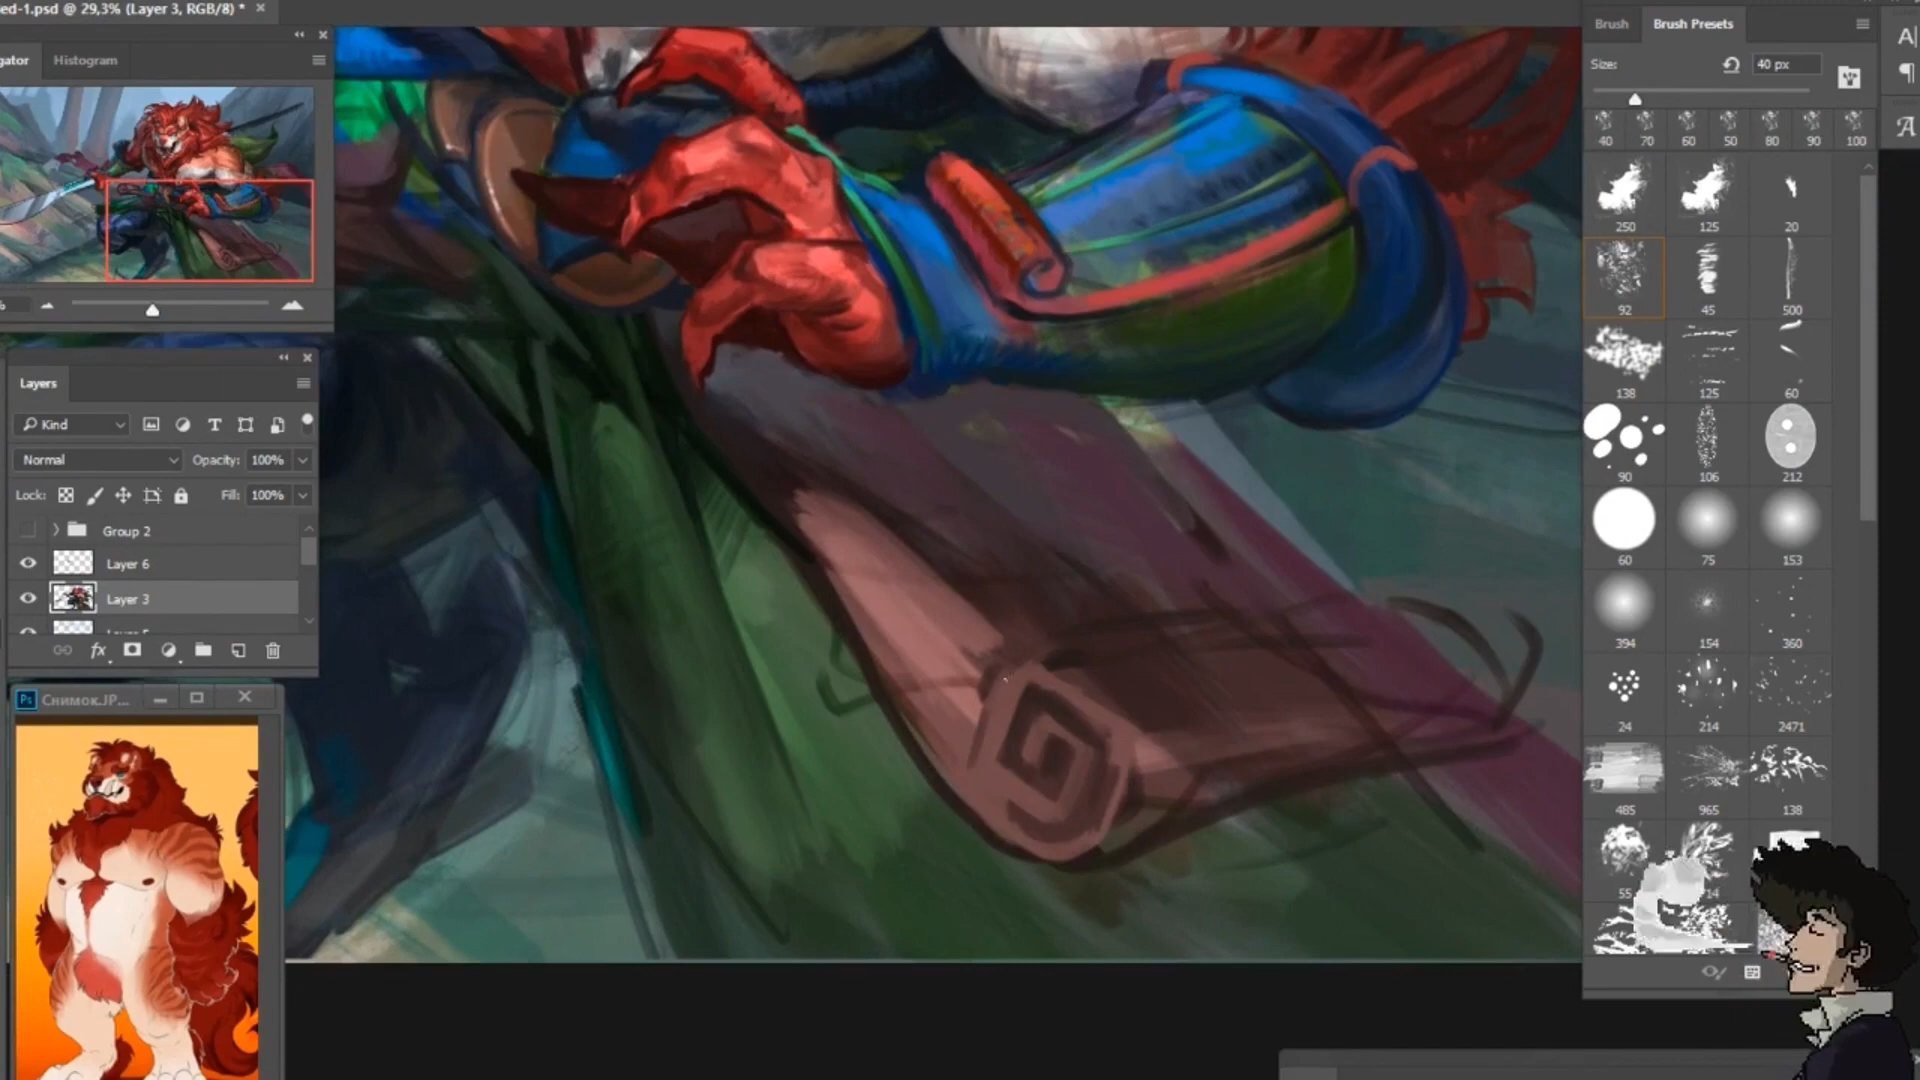 ed-1.psd @ 29,3% (Layer 3, RGB/8) *
gator Histogram
%
Layers
Kind
Normal Opacity: 100%
Lock: Fill: 100%
Group 2
Layer 6
Layer 3
Ps Снимок.JP...
Brush Brush Presets
Size: 40 px
40 70 60 50 80 90 100
250 125 20
92 45 500
138 125 60
90 106 212
60 75 153
394 154 360
24 214 2471
485 965 138
55